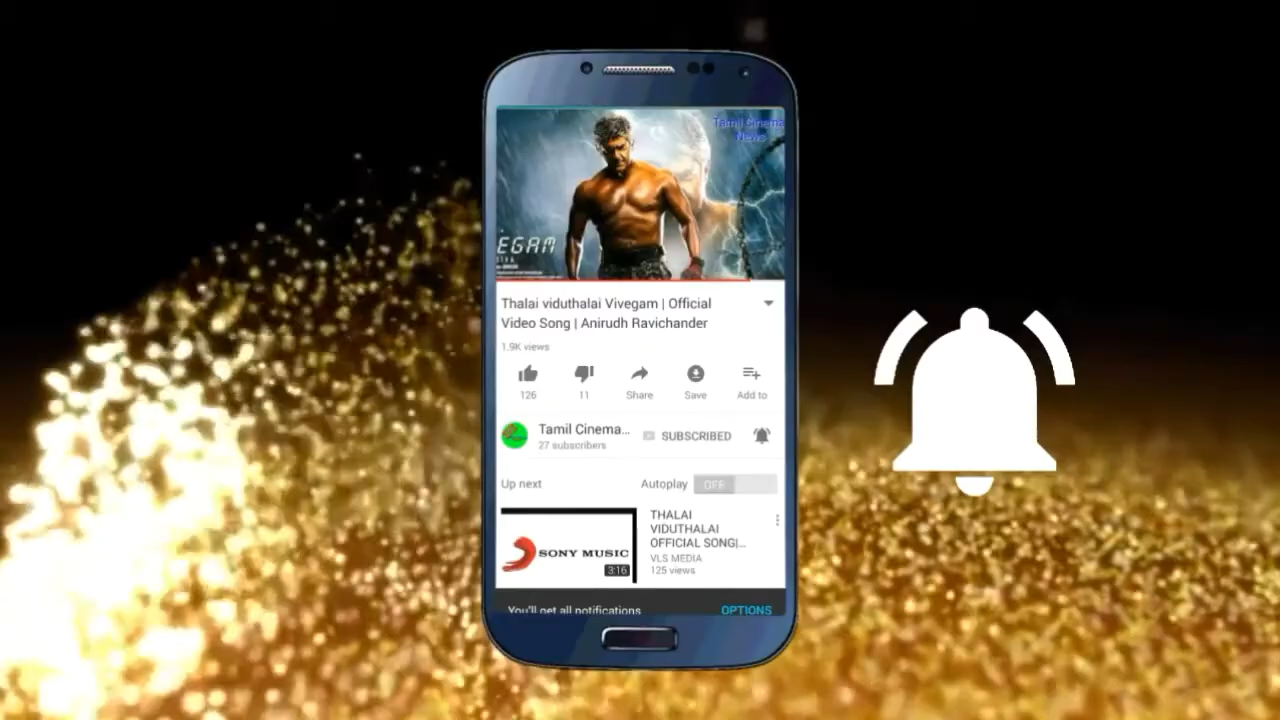 Tamil Cinema
News
EGAM
Thalai viduthalai Vivegam | Official
Video Song | Anirudh Ravichander
1.9K views
126
11
Share
Save
Add to
Tamil Cinema...
27 subscribers
SUBSCRIBED
Up next
Autoplay
OFF
THALAI
VIDUTHALAI
OFFICIAL SONG|...
VLS MEDIA
125 views
SONY MUSIC
3:16
You'll get all notifications
OPTIONS